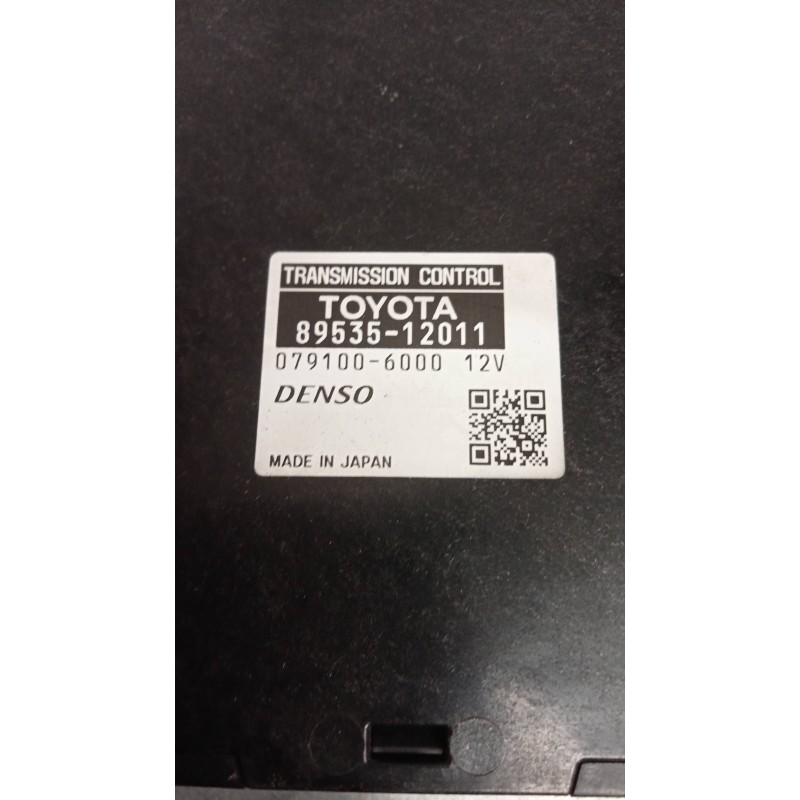 TRANSMISSION CONTROL
TOYOTA
89535-12011
079100-6000 12V
DENSO
MADE IN JAPAN